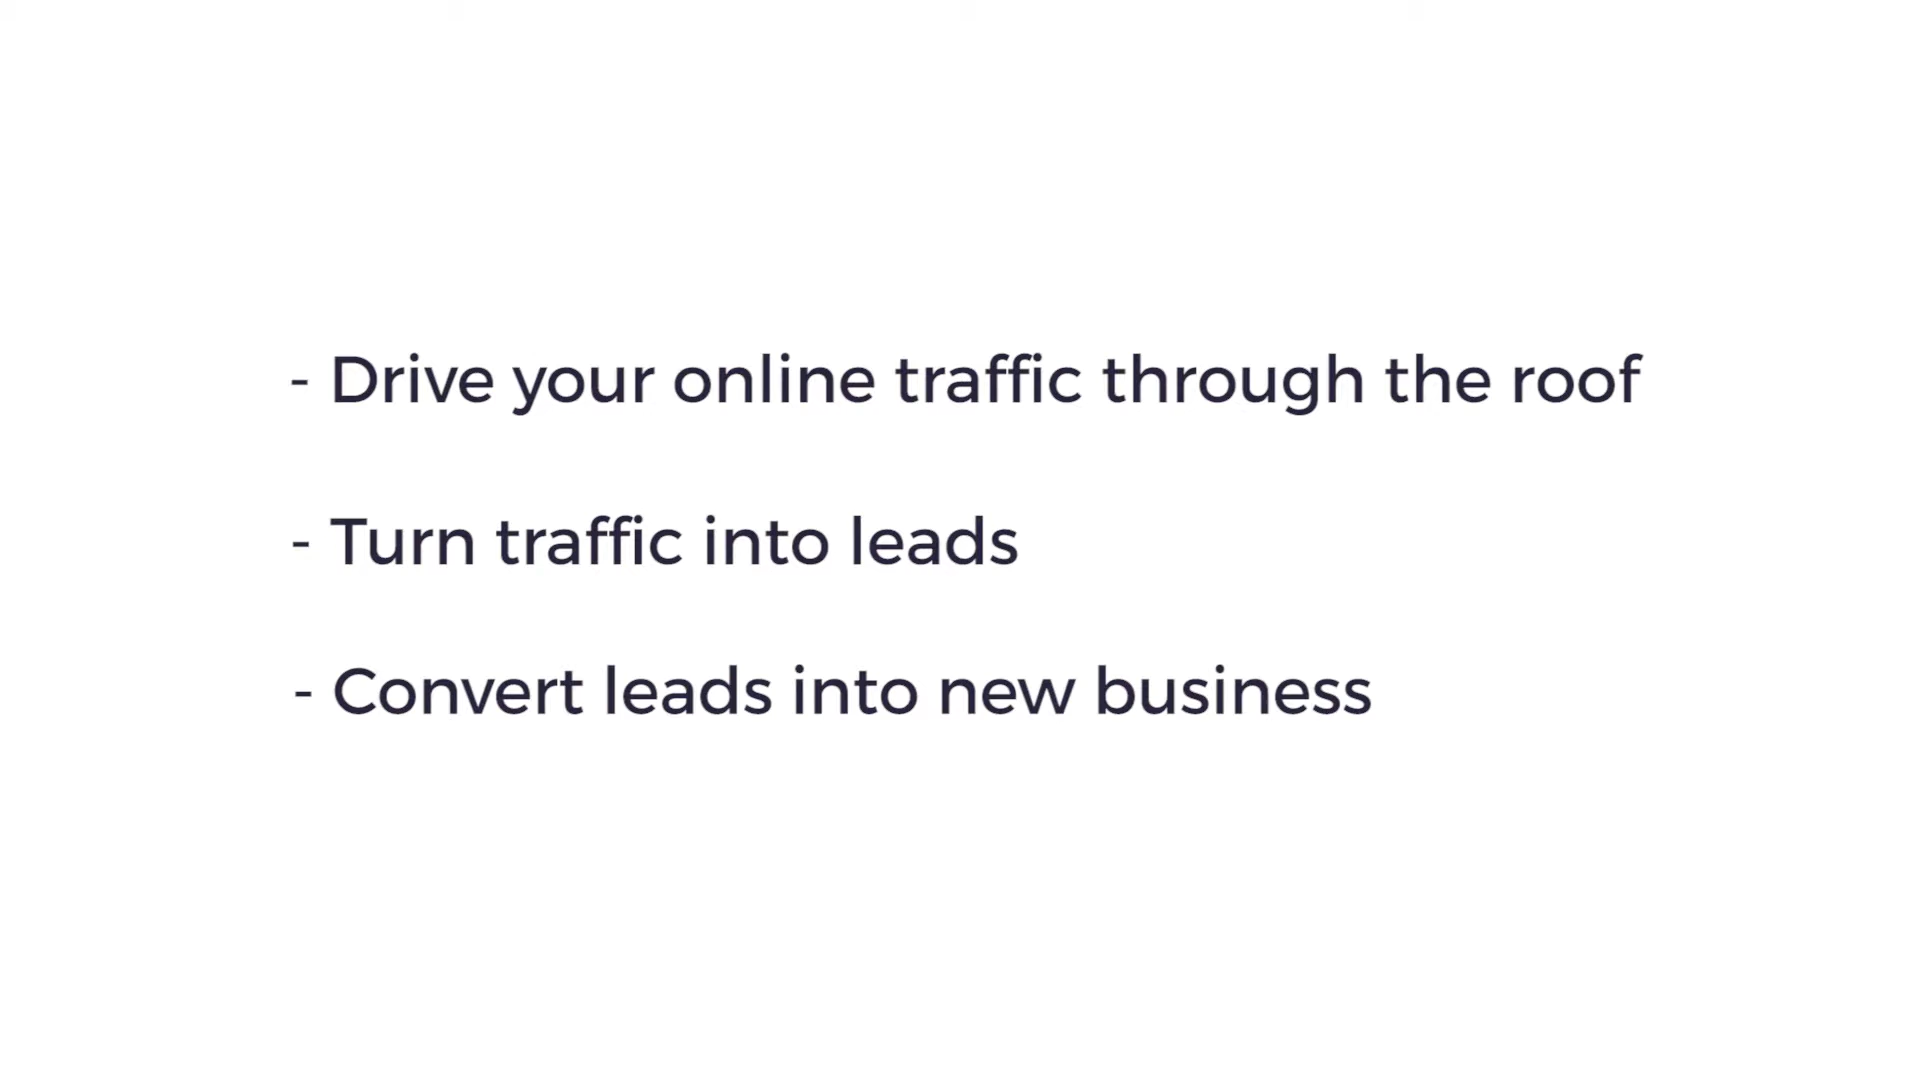 - Drive your online traffic through the roof
- Turn traffic into leads
- Convert leads into new business